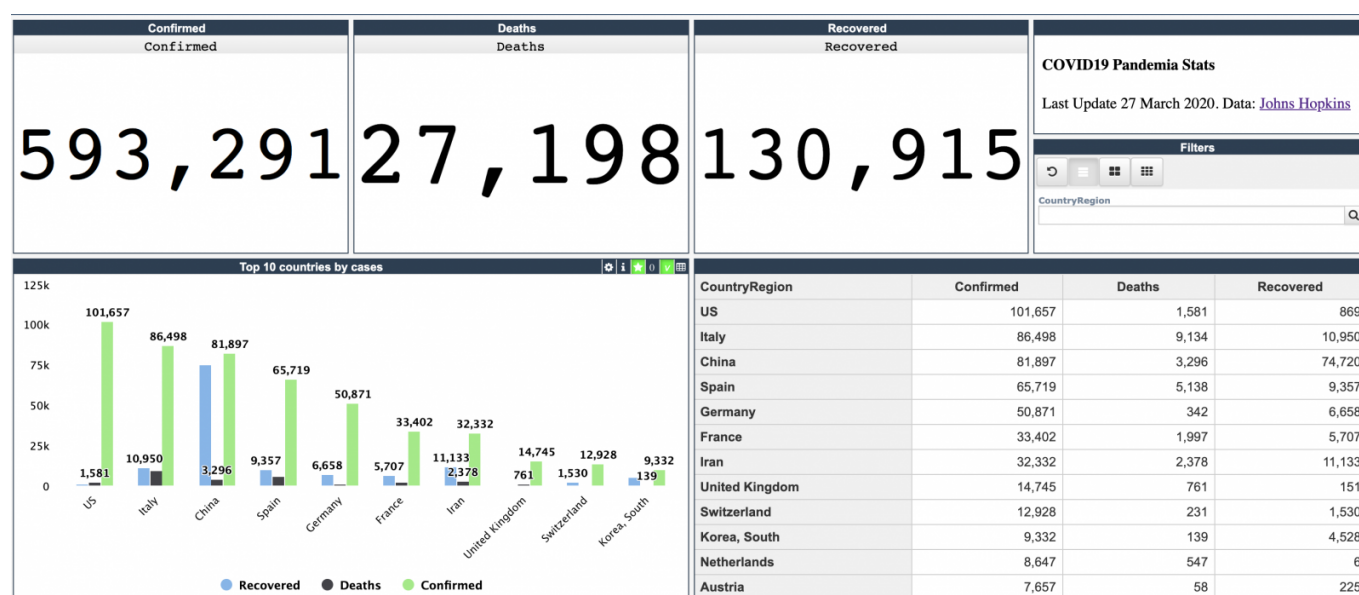 Confirmed
Confirmed
593,291
Deaths
Deaths
27,198
Recovered
Recovered
130,915
COVID19 Pandemia Stats
Last Update 27 March 2020. Data: Johns Hopkins
Filters
CountryRegion
Top 10 countries by cases
0
125k
100k
75k
50k
25k
0
101,657
86,498
81,897
65,719
50,871
33,402
32,332
14,745
12,928
9,332
1,581
10,950
3,296
9,357
6,658
5,707
11,133
2,378
761
1,530
139
US
Italy
China
Spain
Germany
France
Iran
United Kingdom
Switzerland
Korea, South
Recovered Deaths Confirmed
CountryRegion Confirmed Deaths Recovered
US 101,657 1,581 869
Italy 86,498 9,134 10,950
China 81,897 3,296 74,720
Spain 65,719 5,138 9,357
Germany 50,871 342 6,658
France 33,402 1,997 5,707
Iran 32,332 2,378 11,133
United Kingdom 14,745 761 151
Switzerland 12,928 231 1,530
Korea, South 9,332 139 4,528
Netherlands 8,647 547 6
Austria 7,657 58 225